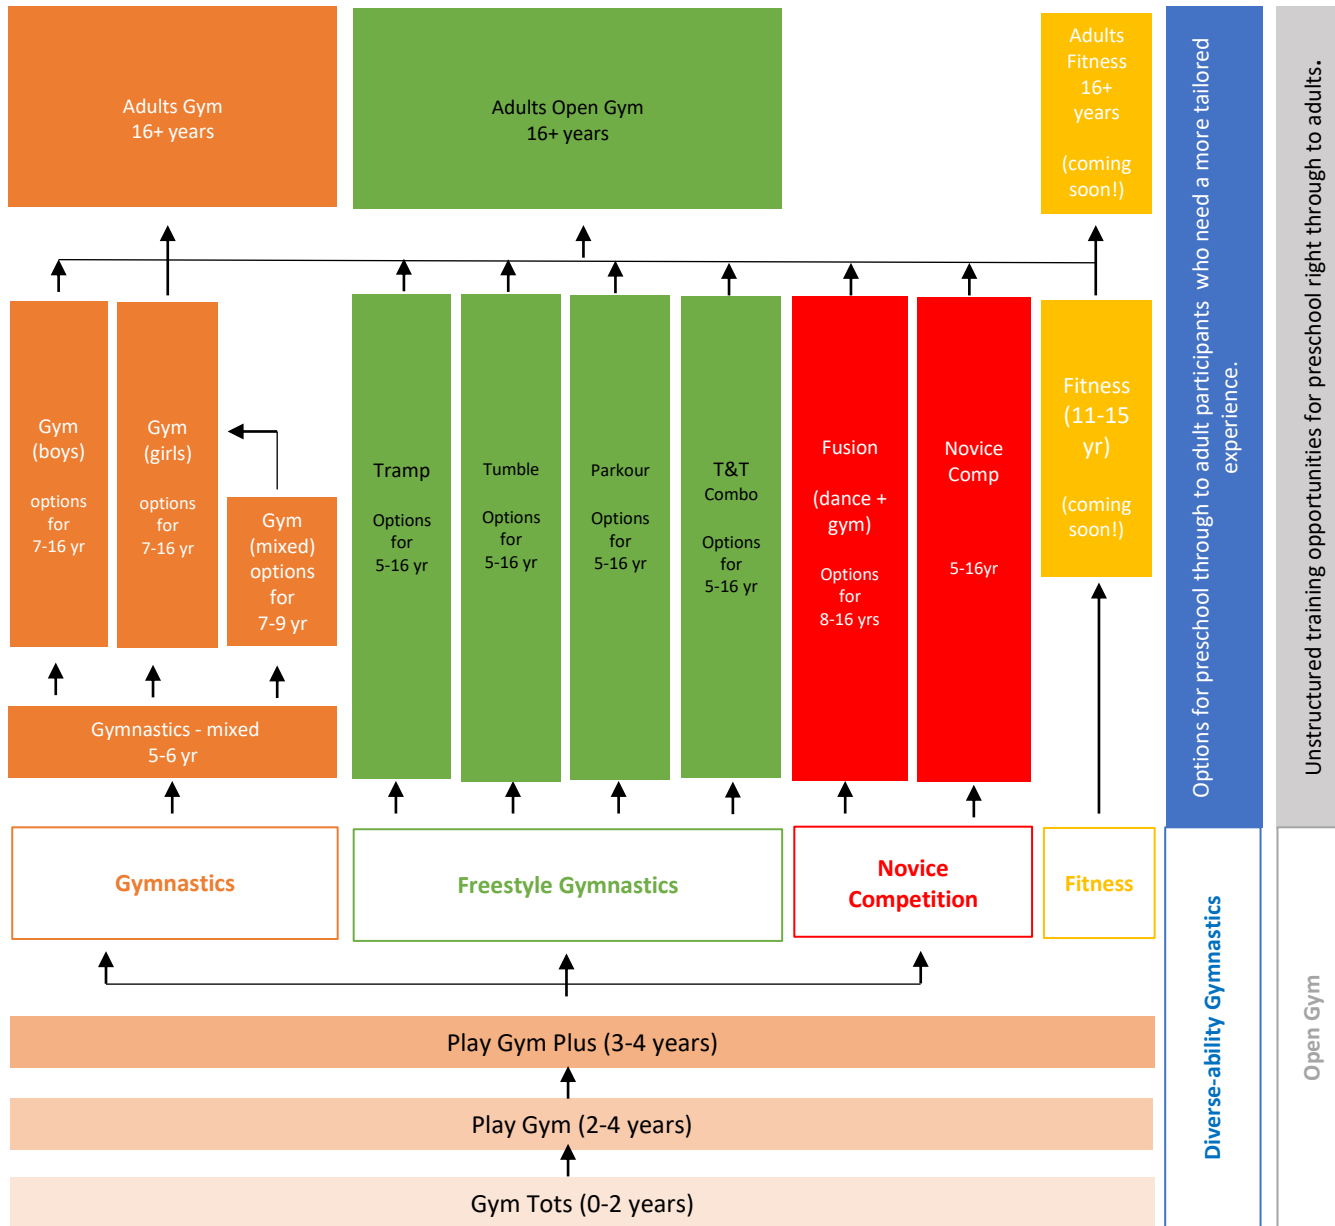 Adults Gym
16+ years
Adults Open Gym
16+ years
Adults
Fitness
16+
years
(coming
soon!)
Gym
(boys)
options
for
7-16 yr
Gym
(girls)
options
for
7-16 yr
Gym
(mixed)
options
for
7-9 yr
Tramp
Options
for
5-16 yr
Tumble
Options
for
5-16 yr
Parkour
Options
for
5-16 yr
T&T
Combo
Options
for
5-16 yr
Fusion
(dance +
gym)
Options
for
8-16 yrs
Novice
Comp
5-16yr
Fitness
(11-15
yr)
(coming
soon!)
Gymnastics - mixed
5-6 yr
Gymnastics
Freestyle Gymnastics
Novice
Competition
Fitness
Play Gym Plus (3-4 years)
Play Gym (2-4 years)
Gym Tots (0-2 years)
Options for preschool through to adult participants who need a more tailored
experience.
Diverse-ability Gymnastics
Unstructured training opportunities for preschool right through to adults.
Open Gym